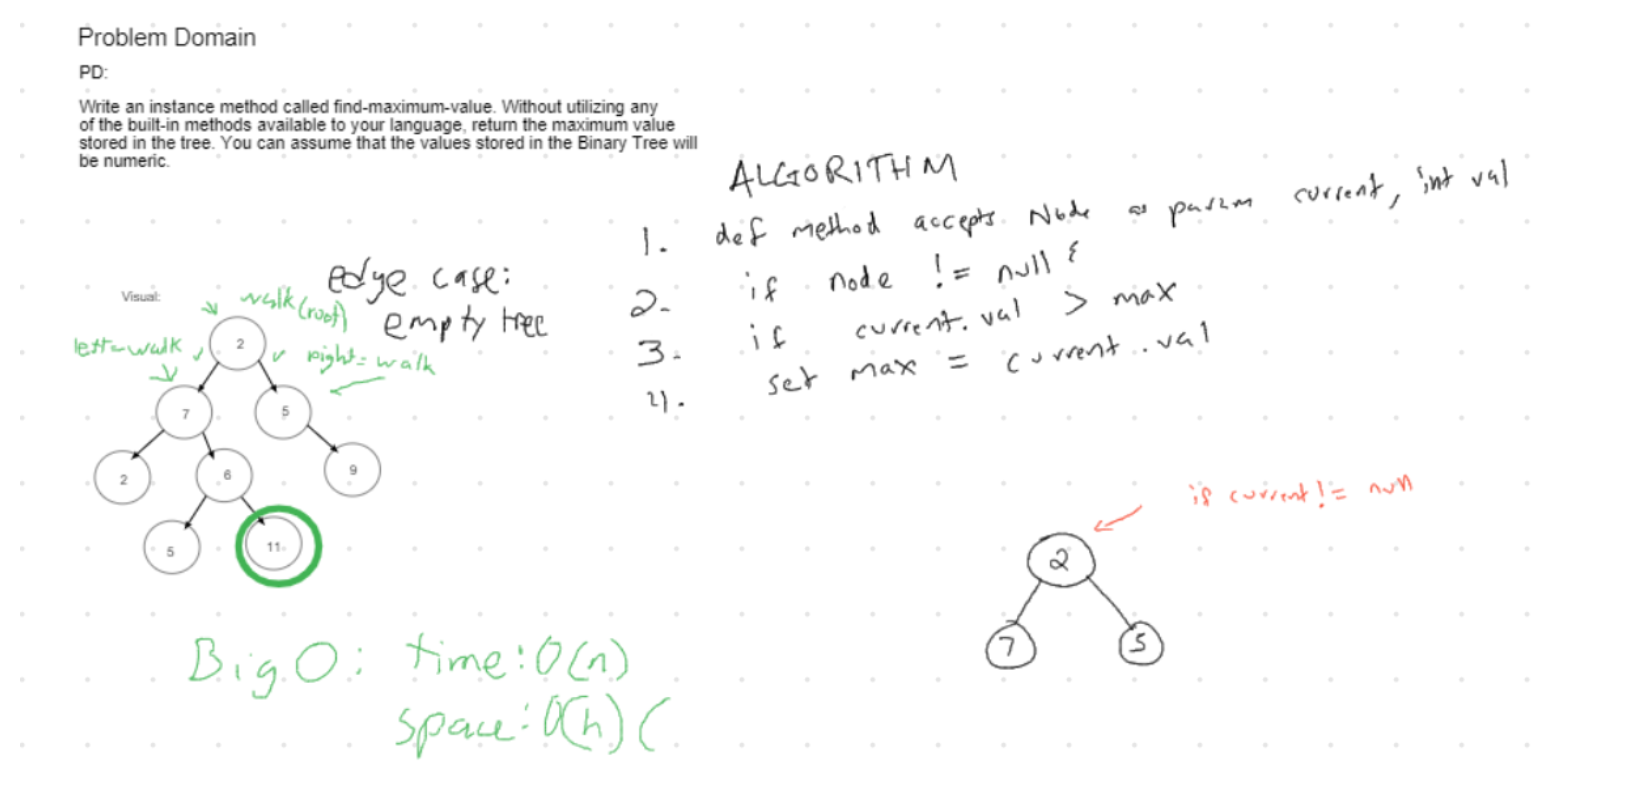 Problem Domain
PD:
Write an instance method called find-maximum-value. Without utilizing any
of the built-in methods available to your language, return the maximum value
stored in the tree. You can assume that the values stored in the Binary Tree will
be numeric.
ALGORITHM
1. def method accepts Node as param current, int val
2. if node != null {
3. if current.val > max
4. set max = current.val
edge case:
empty tree
Visual:
walk(root)
left=walk
right=walk
2
7
5
2
6
9
5
11
if current != null
2
7
5
Big O: time: O(n)
space: O(h) (